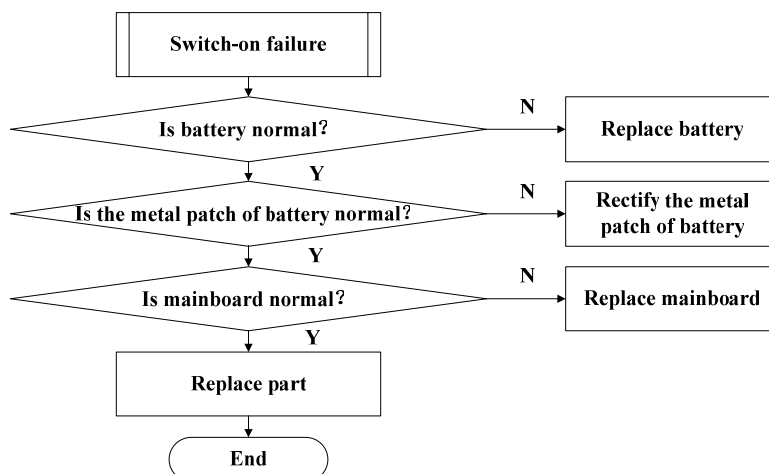 Switch-on failure
N
Is battery normal？
Replace battery
Y
N
Is the metal patch of battery normal？
Rectify the metal
patch of battery
Y
N
Is mainboard normal？
Replace mainboard
Y
Replace part
End